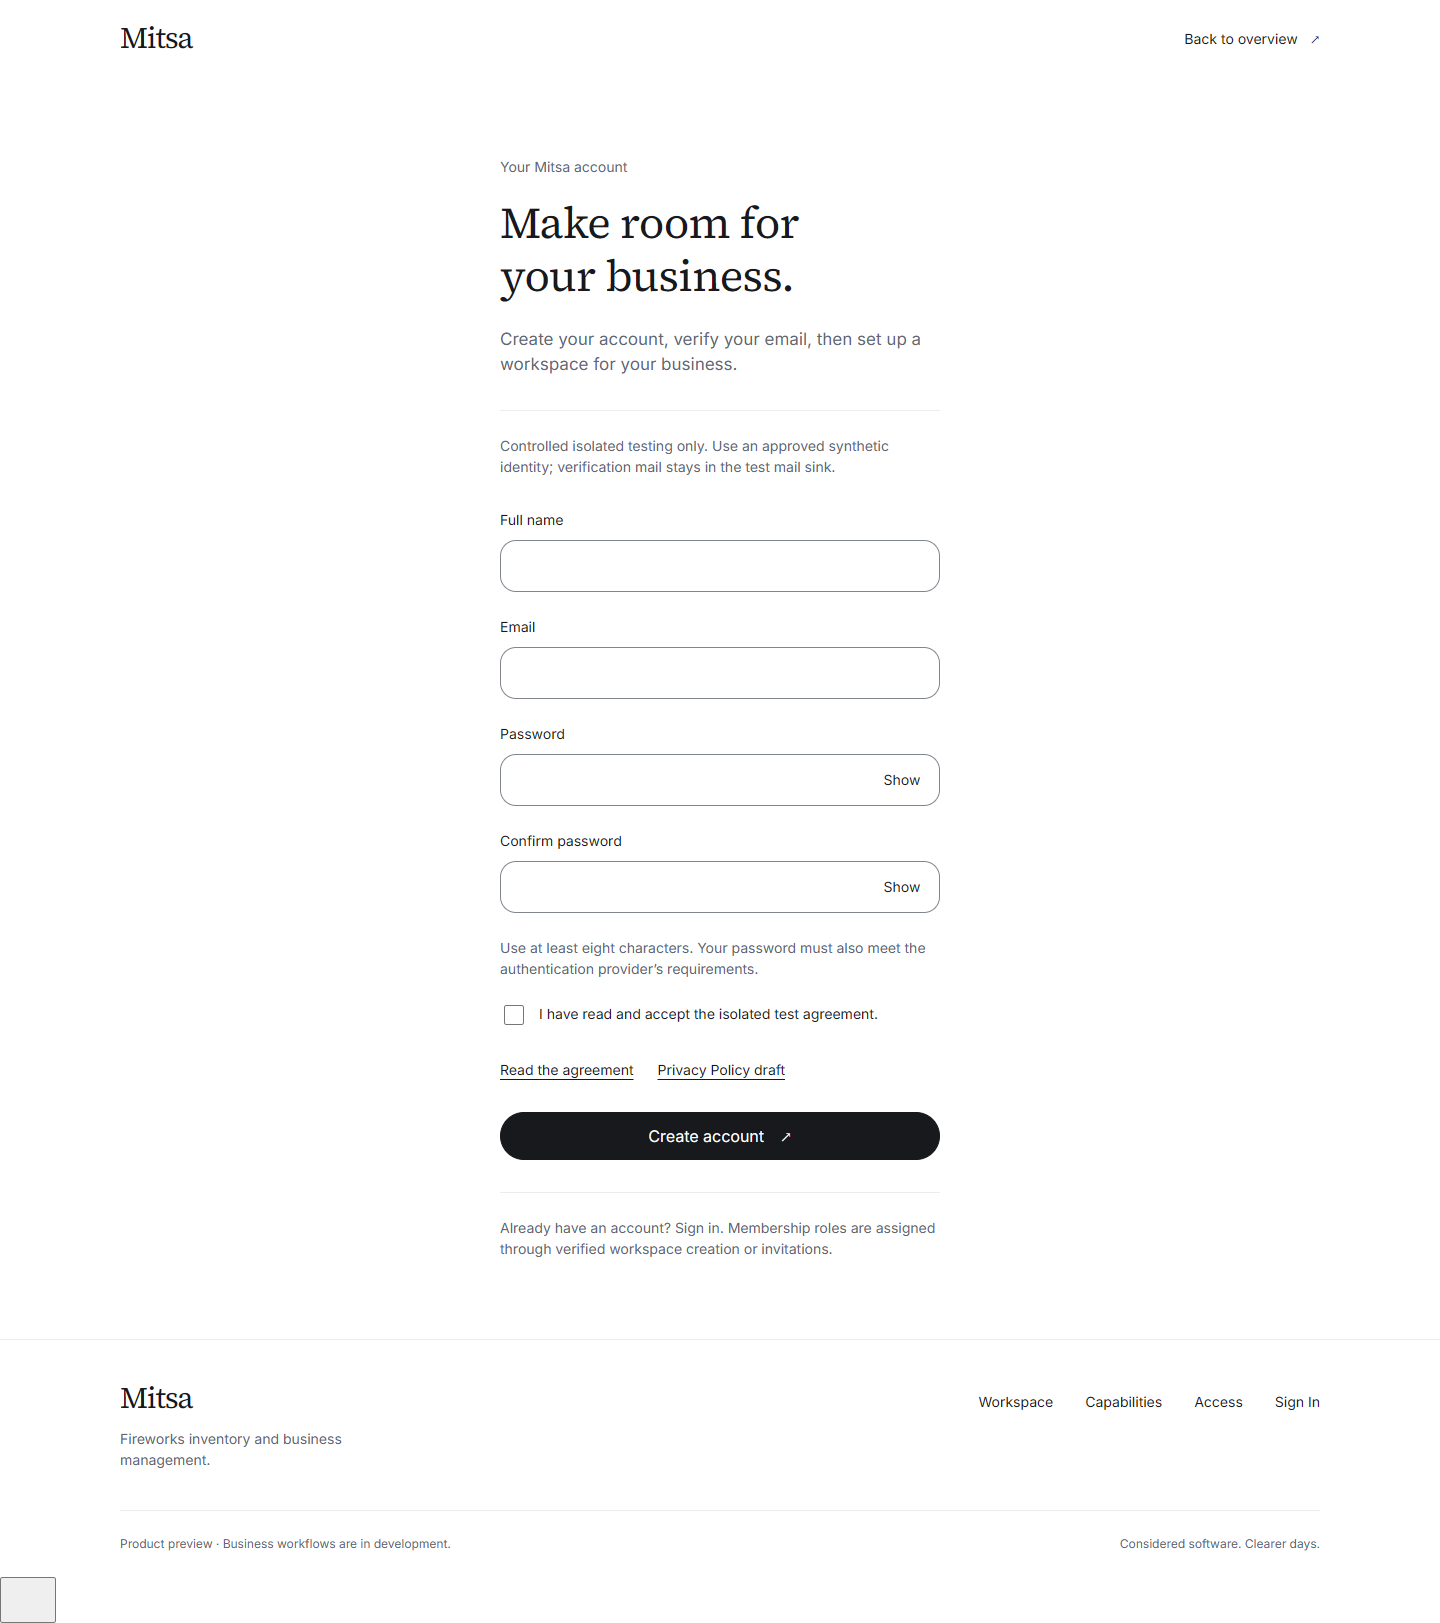 Mitsa
Back to overview ↗
Your Mitsa account
Make room for
your business.
Create your account, verify your email, then set up a
workspace for your business.
Controlled isolated testing only. Use an approved synthetic
identity; verification mail stays in the test mail sink.
Full name
Email
Password
Show
Confirm password
Show
Use at least eight characters. Your password must also meet the
authentication provider’s requirements.
I have read and accept the isolated test agreement.
Read the agreement Privacy Policy draft
Create account ↗
Already have an account? Sign in. Membership roles are assigned
through verified workspace creation or invitations.
Mitsa
Workspace Capabilities Access Sign In
Fireworks inventory and business
management.
Product preview · Business workflows are in development.
Considered software. Clearer days.